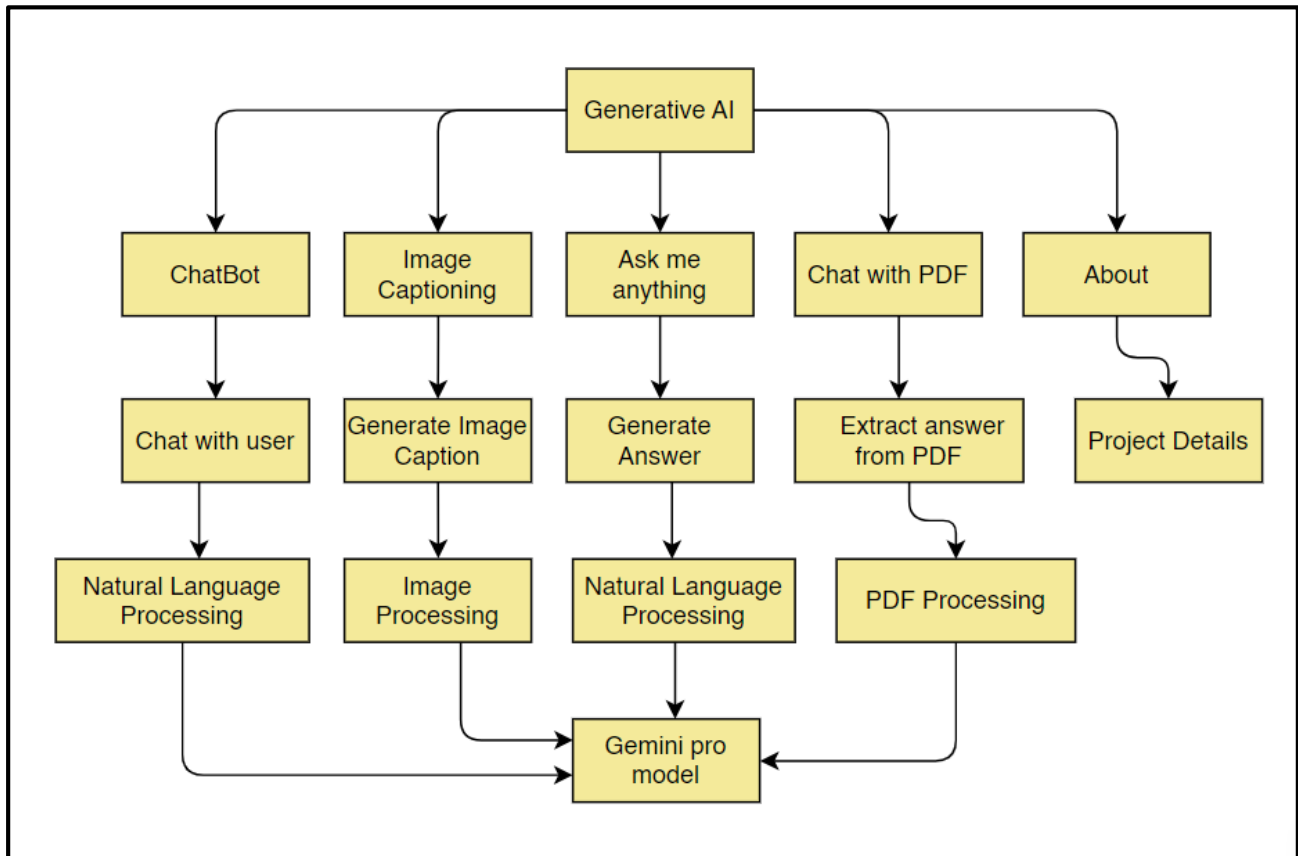 Generative AI
ChatBot
Image
Captioning
Ask me
anything
Chat with PDF
About
Chat with user
Generate Image
Caption
Generate
Answer
Extract answer
from PDF
Project Details
Natural Language
Processing
Image
Processing
Natural Language
Processing
PDF Processing
Gemini pro
model